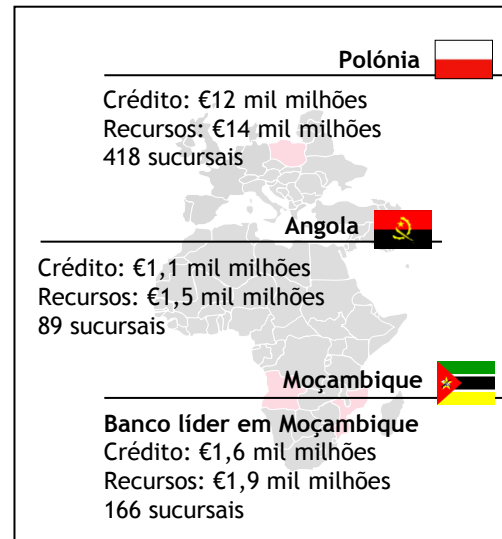 Polónia
Crédito: €12 mil milhões
Recursos: €14 mil milhões
418 sucursais
Angola
Crédito: €1,1 mil milhões
Recursos: €1,5 mil milhões
89 sucursais
Moçambique
Banco líder em Moçambique
Crédito: €1,6 mil milhões
Recursos: €1,9 mil milhões
166 sucursais